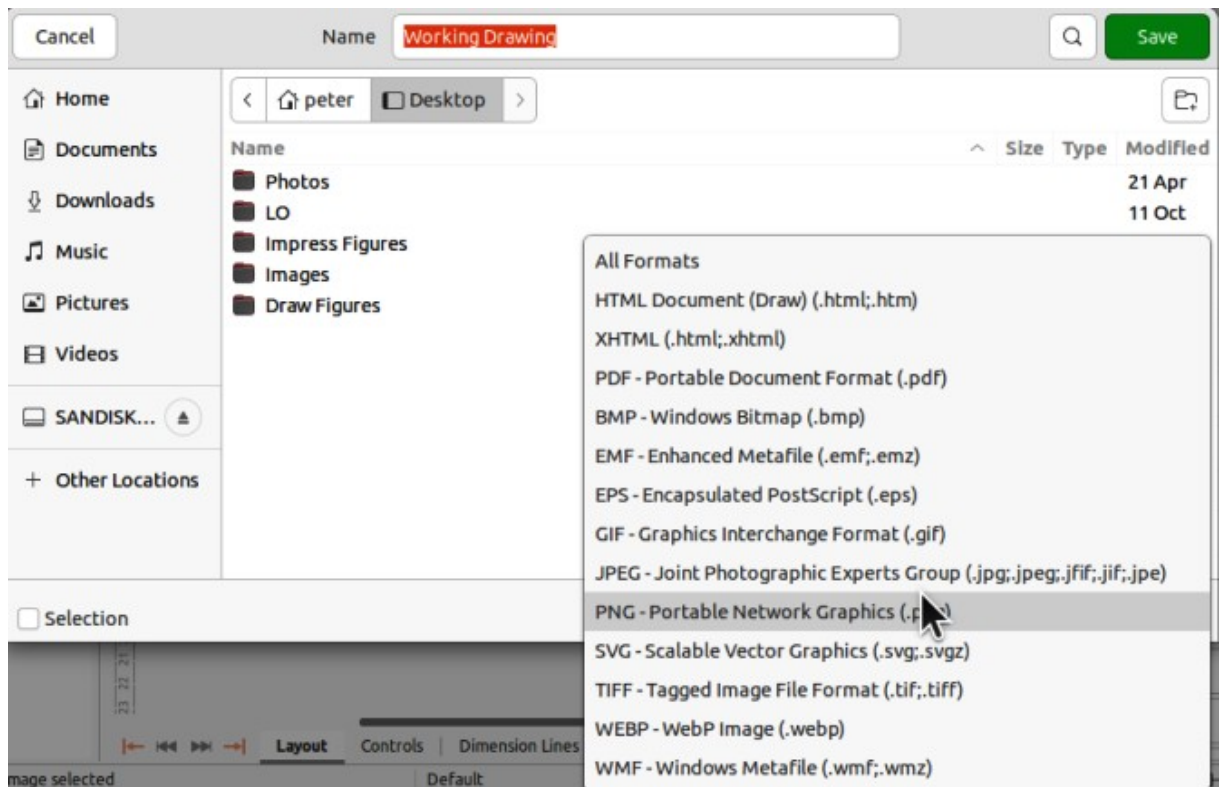 Cancel Name Working Drawing Save
Home
Documents
Downloads
Music
Pictures
Videos
SANDISK...
Other Locations
peter Desktop
Name Size Type Modified
Photos 21 Apr
LO 11 Oct
Impress Figures
Images
Draw Figures
All Formats
HTML Document (Draw) (.html;.htm)
XHTML (.html;.xhtml)
PDF - Portable Document Format (.pdf)
BMP - Windows Bitmap (.bmp)
EMF - Enhanced Metafile (.emf;.emz)
EPS - Encapsulated PostScript (.eps)
GIF - Graphics Interchange Format (.gif)
JPEG - Joint Photographic Experts Group (.jpg;.jpeg;.jfif;.jif;.jpe)
PNG - Portable Network Graphics
SVG - Scalable Vector Graphics (.svg;.svgz)
TIFF - Tagged Image File Format (.tif;.tiff)
WEBP - WebP Image (.webp)
WMF - Windows Metafile (.wmf;.wmz)
Selection
21
22
23
Layout Controls Dimension Lines
selected Default